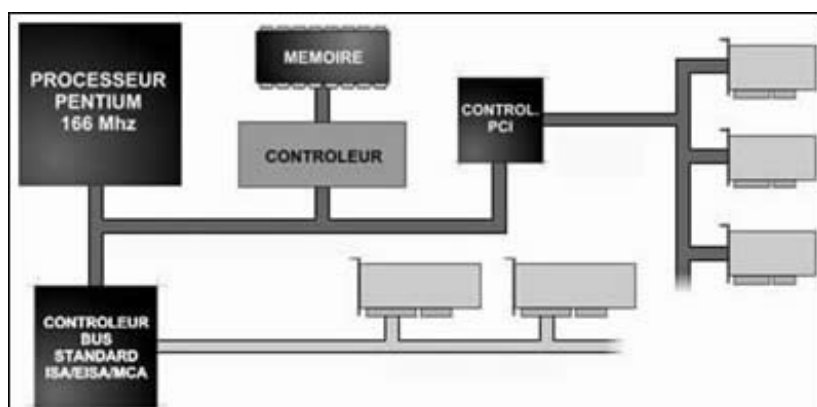 PROCESSEUR
PENTIUM
166 Mhz
MEMOIRE
CONTROLEUR
CONTROL.
PCI
CONTROLEUR
BUS
STANDARD
ISA/EISA/MCA